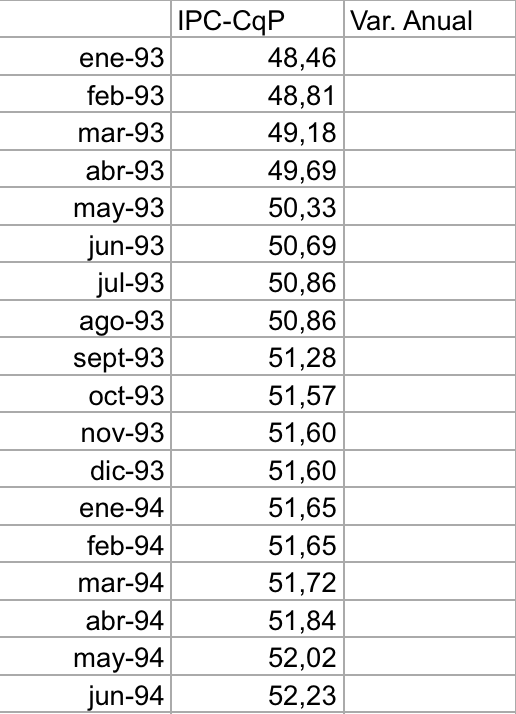 IPC-CqP Var. Anual
ene-93 48,46
feb-93 48,81
mar-93 49,18
abr-93 49,69
may-93 50,33
jun-93 50,69
jul-93 50,86
ago-93 50,86
sept-93 51,28
oct-93 51,57
nov-93 51,60
dic-93 51,60
ene-94 51,65
feb-94 51,65
mar-94 51,72
abr-94 51,84
may-94 52,02
jun-94 52,23